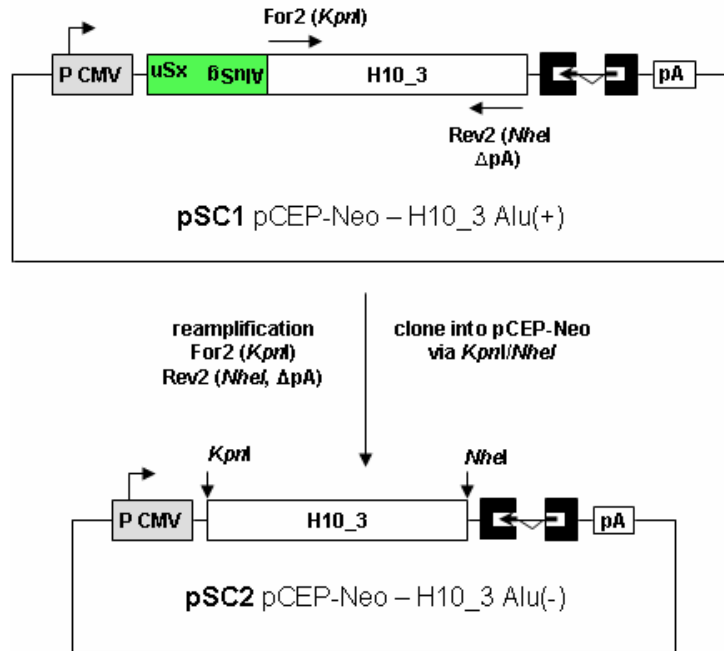 For2 (KpnI)
P CMV
uSx
AluSg
H10_3
pA
Rev2 (NheI
ΔpA)
pSC1 pCEP-Neo – H10_3 Alu(+)
reamplification
For2 (KpnI)
Rev2 (NheI, ΔpA)
clone into pCEP-Neo
via KpnI/NheI
KpnI
NheI
P CMV
H10_3
pA
pSC2 pCEP-Neo – H10_3 Alu(-)